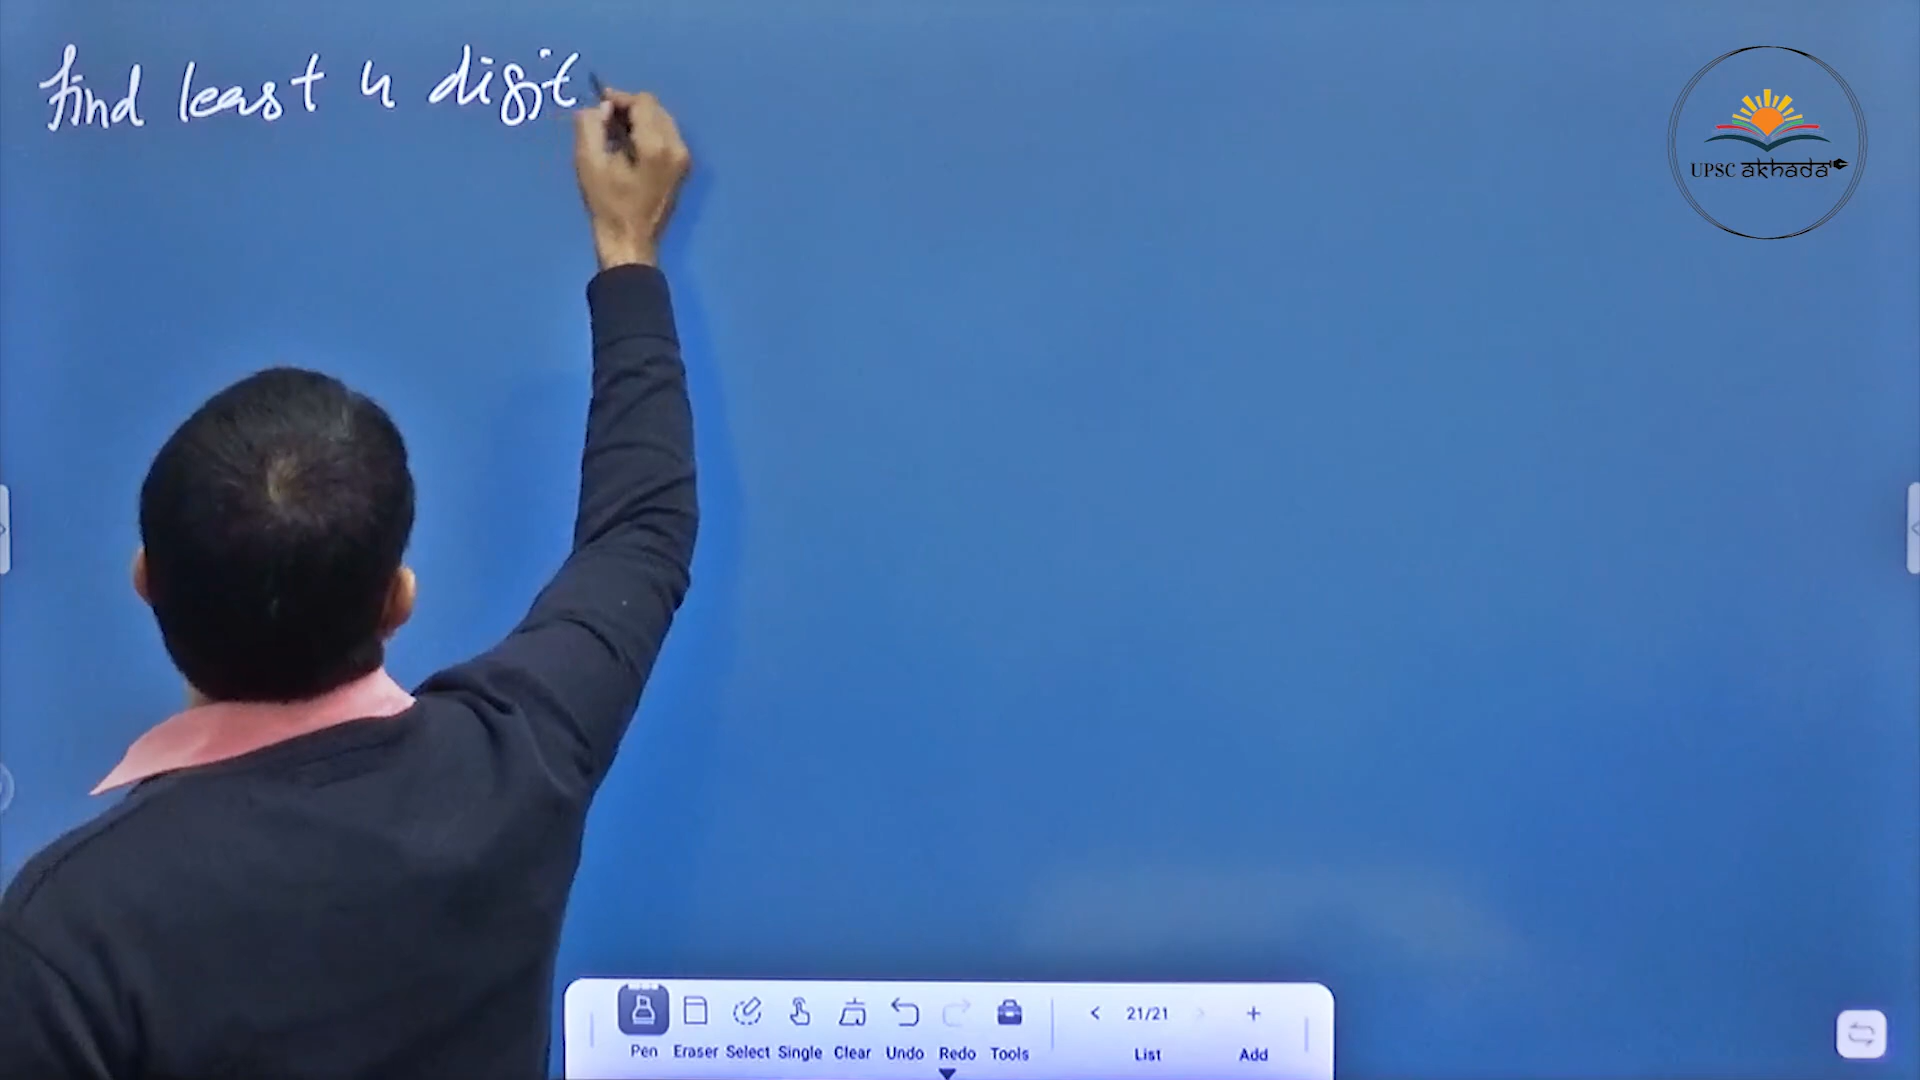 find least 4 digit
UPSC akhada
Pen Eraser Select Single Clear Undo Redo Tools < 21/21 > + List Add